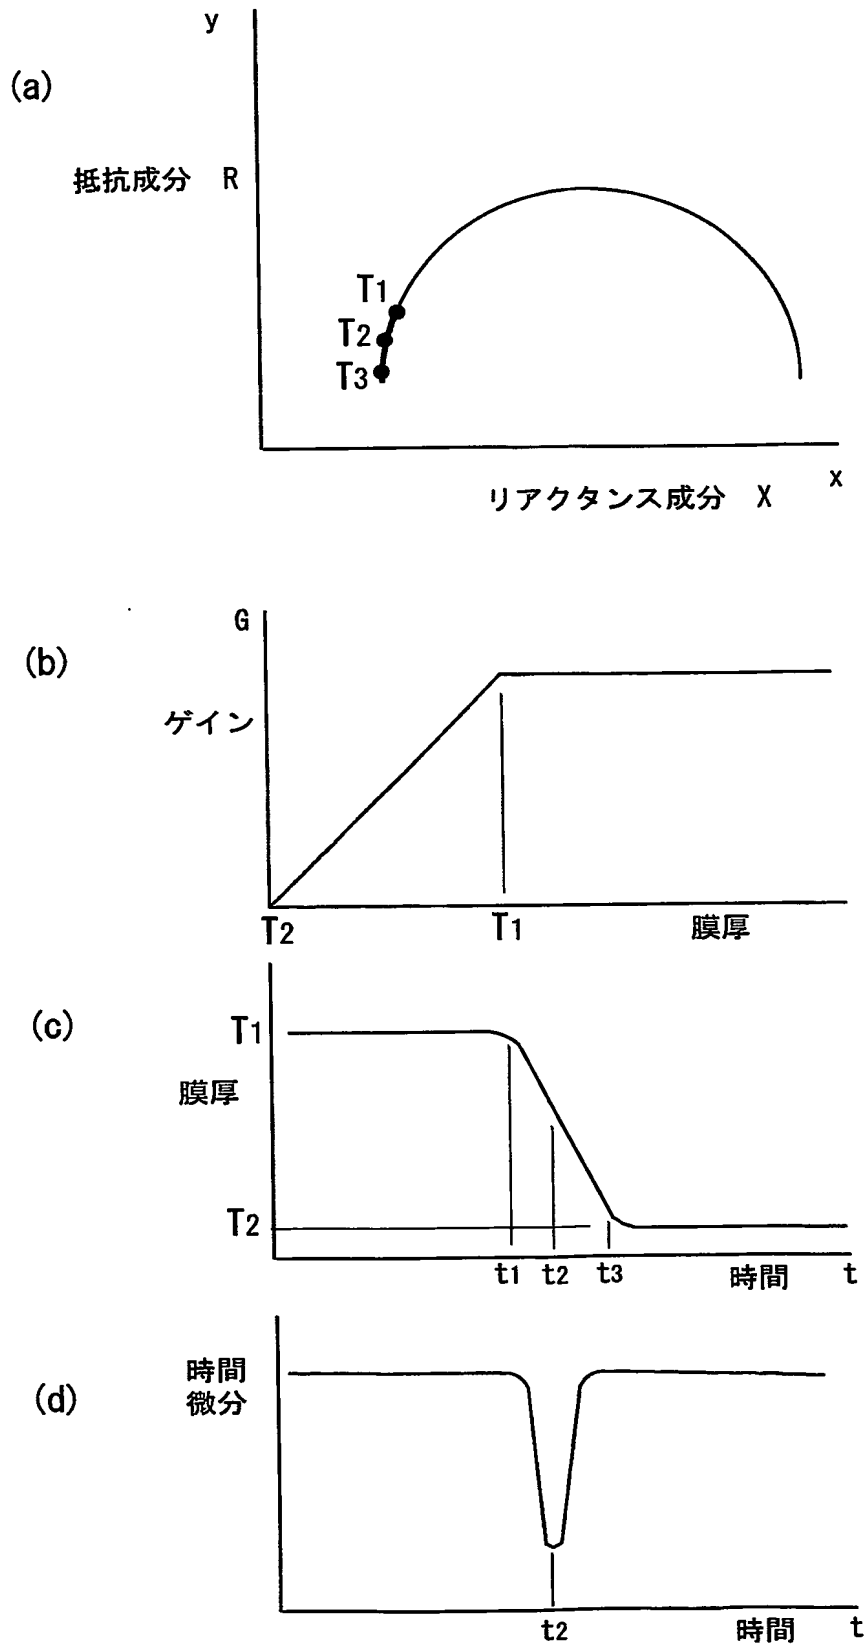 (a)
y
抵抗成分 R
T1
T2
T3
x
リアクタンス成分 X
(b)
G
ゲイン
T2
T1
膜厚
(c)
T1
膜厚
T2
t1
t2
t3
時間
t
(d)
時間
微分
t2
時間
t